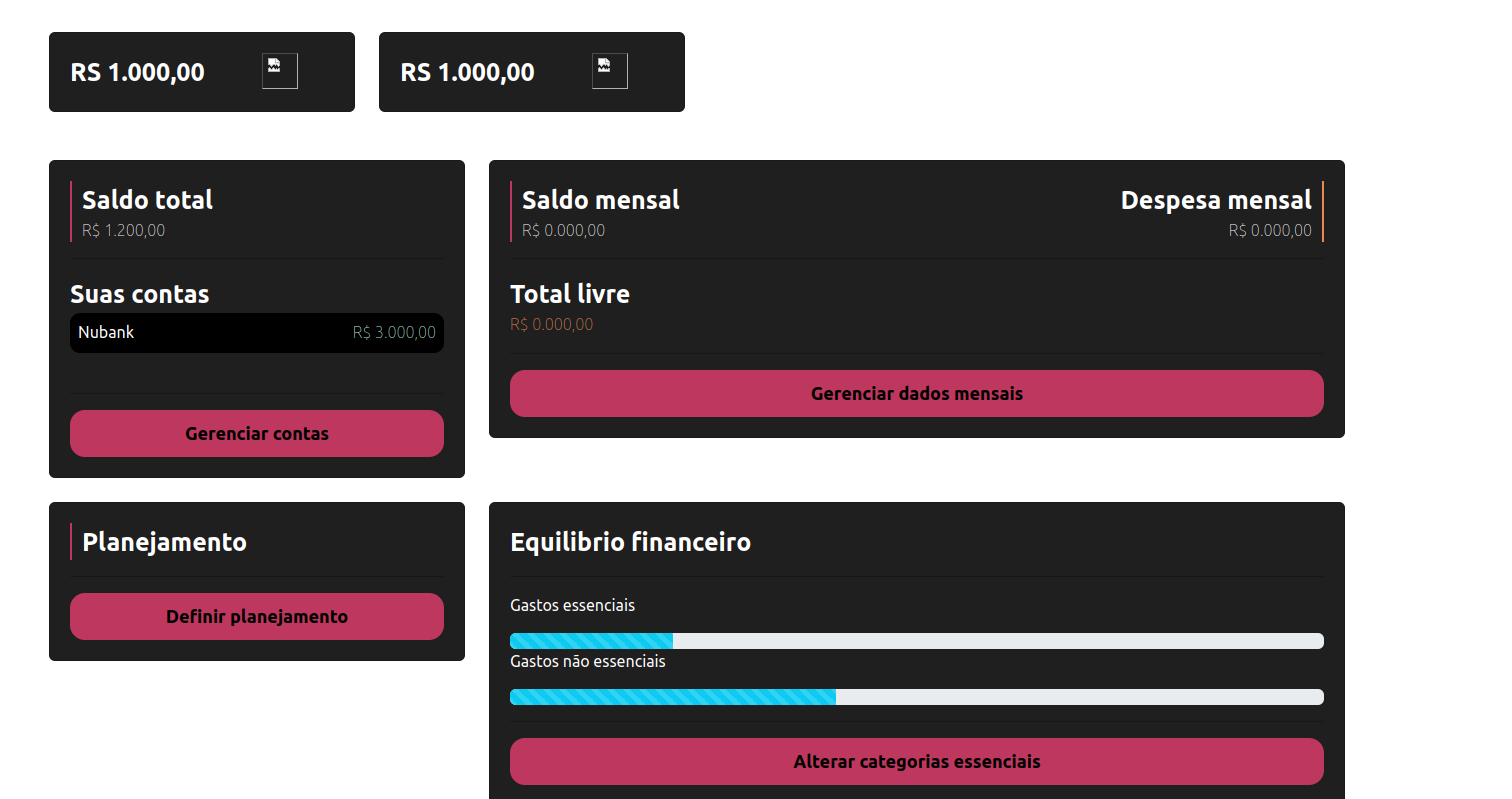 RS 1.000,00
RS 1.000,00
Saldo total
R$ 1.200,00
Suas contas
Nubank R$ 3.000,00
Gerenciar contas
Saldo mensal Despesa mensal
R$ 0.000,00 R$ 0.000,00
Total livre
R$ 0.000,00
Gerenciar dados mensais
Planejamento
Definir planejamento
Equilibrio financeiro
Gastos essenciais
Gastos não essenciais
Alterar categorias essenciais